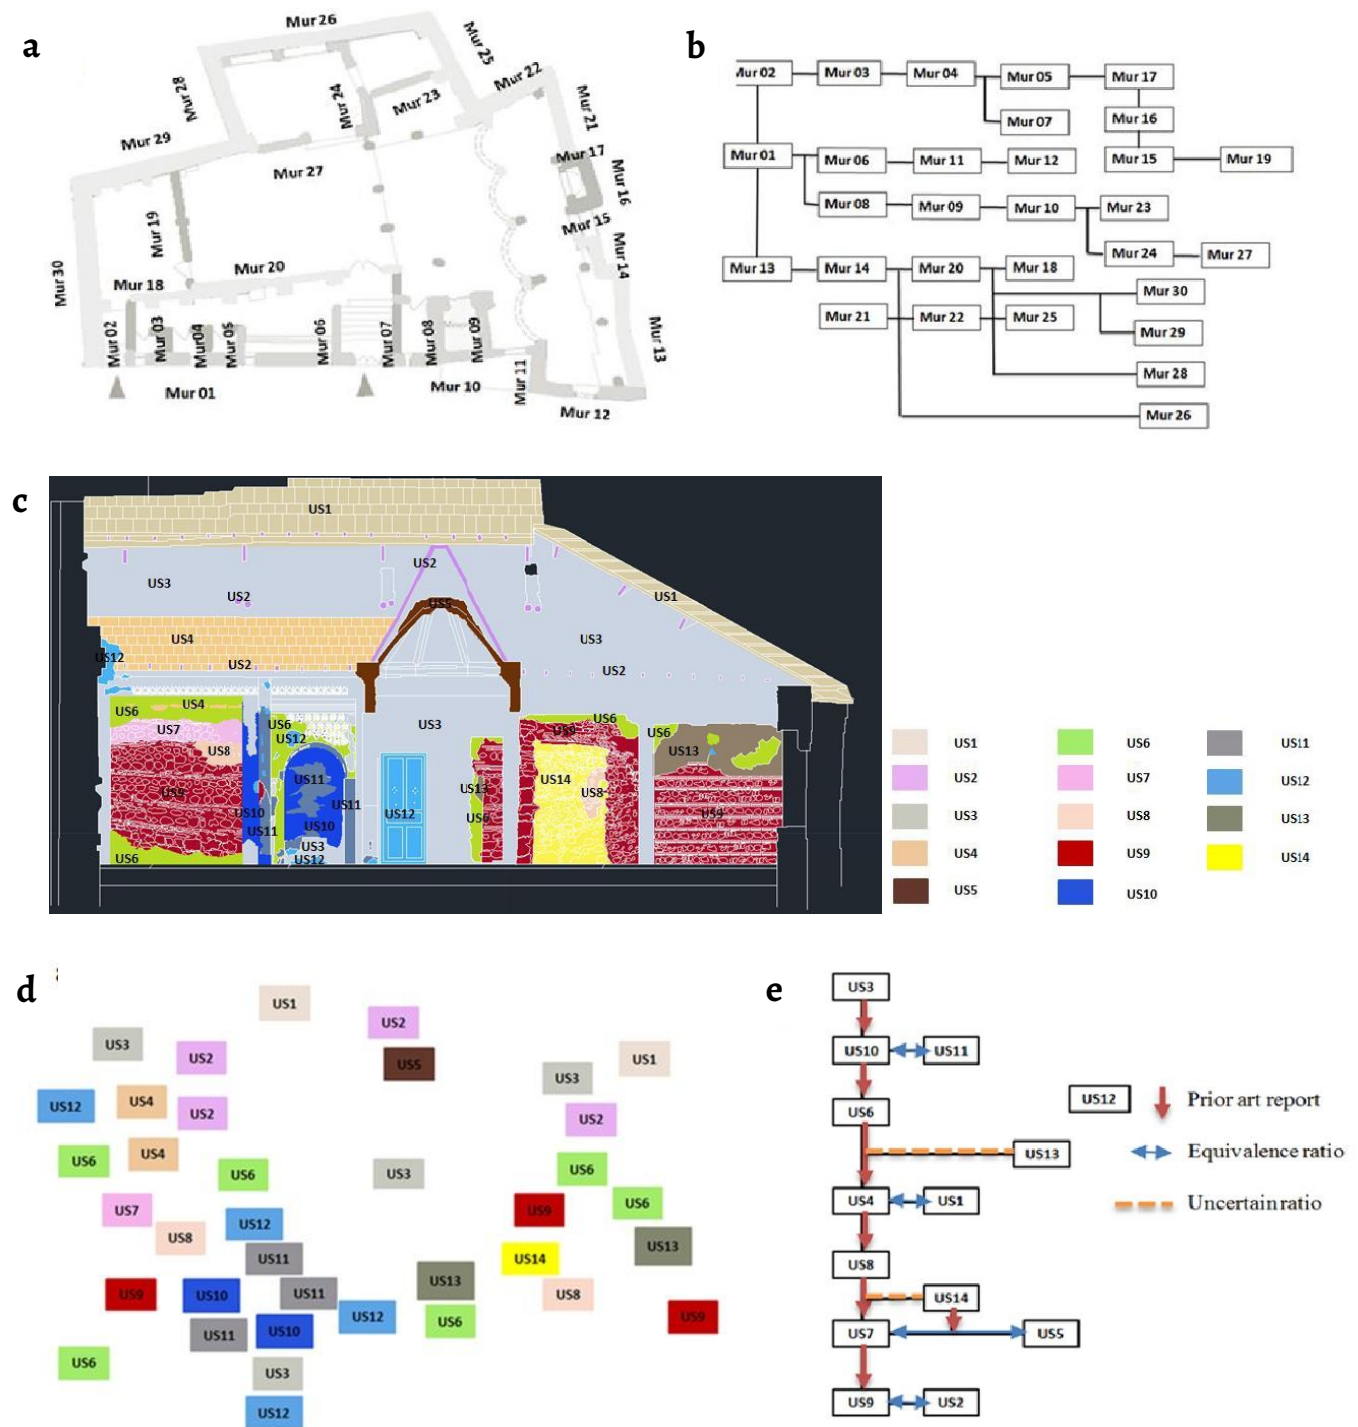 a
Mur 26
Mur 25
Mur 22
Mur 28
Mur 24
Mur 23
Mur 21
Mur 29
Mur 27
Mur 17
Mur 16
Mur 19
Mur 15
Mur 20
Mur 14
Mur 30
Mur 18
Mur 02
Mur 03
Mur04
Mur 05
Mur 06
Mur 07
Mur 08
Mur 09
Mur 13
Mur 01
Mur 10
Mur 11
Mur 12
b
Mur 02 Mur 03 Mur 04 Mur 05 Mur 17
Mur 07 Mur 16
Mur 01 Mur 06 Mur 11 Mur 12 Mur 15 Mur 19
Mur 08 Mur 09 Mur 10 Mur 23
Mur 24 Mur 27
Mur 13 Mur 14 Mur 20 Mur 18
Mur 30
Mur 21 Mur 22 Mur 25
Mur 29
Mur 28
Mur 26
c
US1
US2
US3
US2
US1
US5
US4
US3
US12
US2
US2
US4
US6
US6
US6
US3
US7
US12
US9
US6
US8
US13
US11
US14
US9
US13
US8
US10
US11
US12
US9
US11
US10
US6
US3
US6
US12
US1 US6 US11
US2 US7 US12
US3 US8 US13
US4 US9 US14
US5 US10
d
US1
US2
US3
US2
US5
US3
US1
US12
US4
US2
US2
US6
US4
US6
US3
US6
US7
US9
US6
US12
US8
US11
US14
US13
US9
US10
US11
US13
US8
US11
US10
US12
US6
US9
US6
US3
US12
e
US3
US10 US11
US6
US13
US4 US1
US8
US14
US7 US5
US9 US2
US12 Prior art report
Equivalence ratio
Uncertain ratio